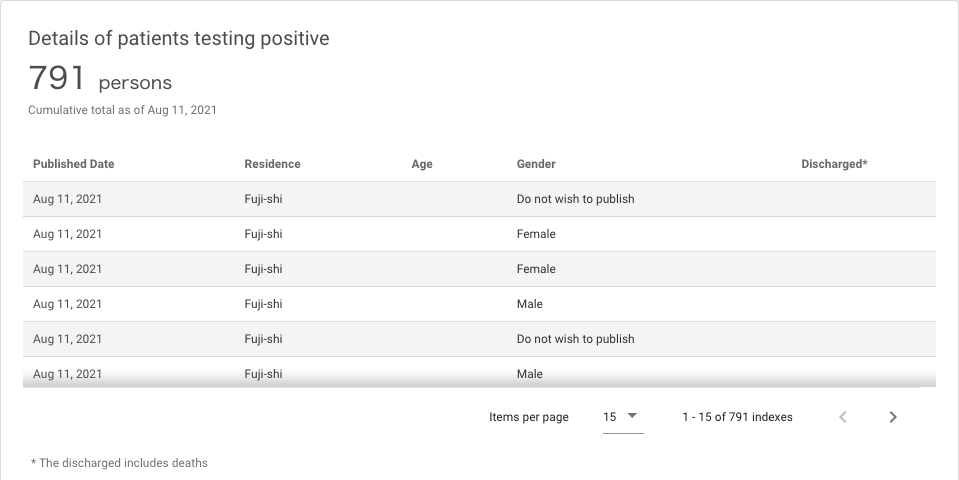 Details of patients testing positive
791 persons
Cumulative total as of Aug 11, 2021
Published Date Residence Age Gender Discharged*
Aug 11, 2021 Fuji-shi Do not wish to publish
Aug 11, 2021 Fuji-shi Female
Aug 11, 2021 Fuji-shi Female
Aug 11, 2021 Fuji-shi Male
Aug 11, 2021 Fuji-shi Do not wish to publish
Aug 11, 2021 Fuji-shi Male
Items per page 15 1 - 15 of 791 indexes
* The discharged includes deaths